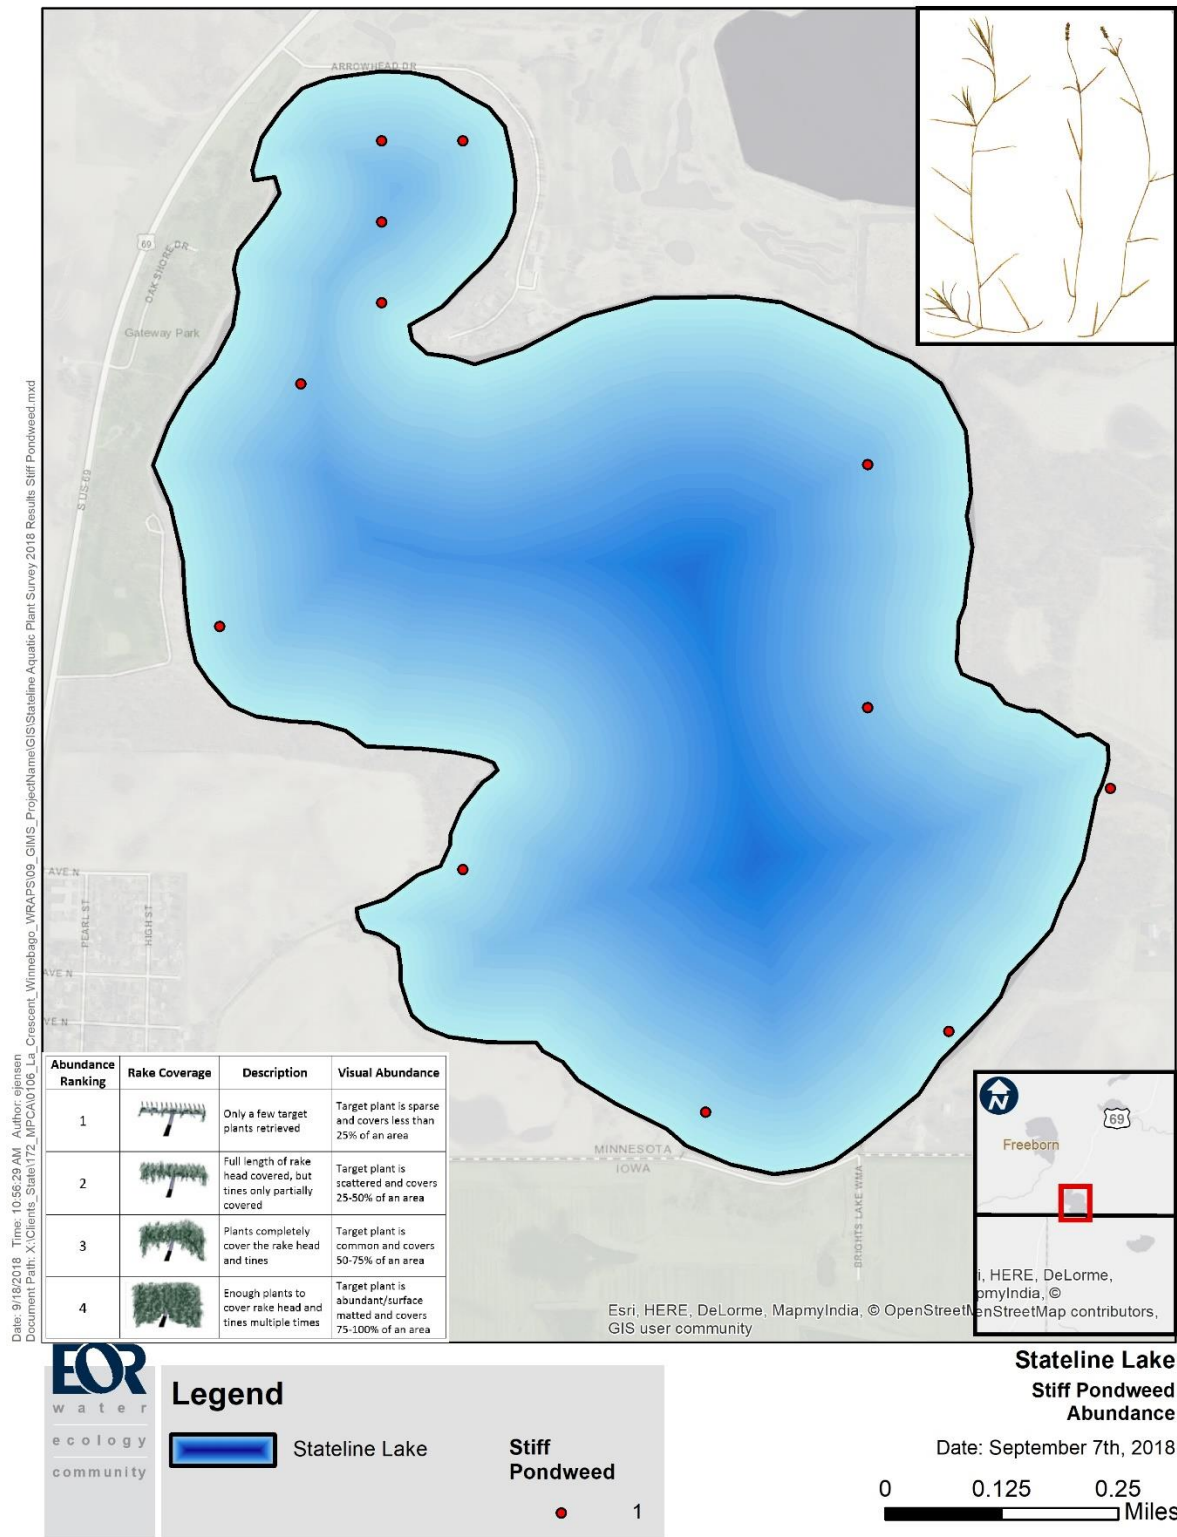 ARROWHEAD DR
69
OAK SHORE DR
Gateway Park
S US 69
AVE N
PEARL ST
HIGH ST
AVE N
VE N
MINNESOTA
IOWA
BRIGHTS LAKE WMA
Date: 9/18/2018 Time: 10:56:29 AM Author: ejensen
Document Path: X:\Clients_State\172_MPCA\0106_La_Crescent_Winnebago_WRAPS\09_GIMS_ProjectName\GIS\Stateline Aquatic Plant Survey 2018 Results Stiff Pondweed.mxd
Abundance Ranking
Rake Coverage
Description
Visual Abundance
1
Only a few target
plants retrieved
Target plant is sparse
and covers less than
25% of an area
2
Full length of rake
head covered, but
tines only partially
covered
Target plant is
scattered and covers
25-50% of an area
3
Plants completely
cover the rake head
and tines
Target plant is
common and covers
50-75% of an area
4
Enough plants to
cover rake head and
tines multiple times
Target plant is
abundant/surface
matted and covers
75-100% of an area
N
69
Freeborn
i, HERE, DeLorme,
pmyIndia, ©
enStreetMap contributors,
Esri, HERE, DeLorme, MapmyIndia, © OpenStreetM
GIS user community
EOR
water
ecology
community
Legend
Stateline Lake
Stiff
Pondweed
1
Stateline Lake
Stiff Pondweed
Abundance
Date: September 7th, 2018
0 0.125 0.25
Miles